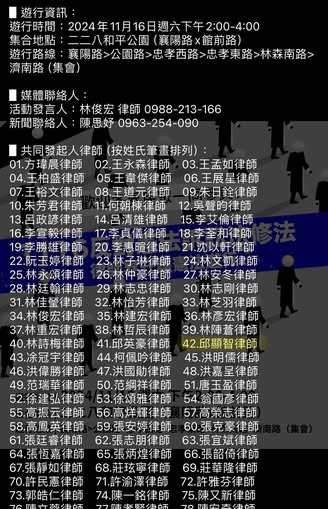 █ 遊行資訊：
遊行時間：2024年11月16日週六下午2:00-4:00
集合地點：二二八和平公園（襄陽路x館前路）
遊行路線：襄陽路>公園路>忠孝西路>忠孝東路>林森南路>
濟南路（集會）
█ 媒體聯絡人：
活動發言人：林俊宏 律師 0988-213-166
新聞聯絡人：陳思妤 0963-254-090
█ 共同發起人律師（按姓氏筆畫排列）：
01.方瑋晨律師 02.王永森律師 03.王孟如律師
04.王柏盛律師 05.王韋傑律師 06.王展星律師
07.王裕文律師 08.王道元律師 09.朱日銓律師
10.朱芳君律師 11.何朝棟律師 12.吳聲昀律師
13.呂政諺律師 14.呂清雄律師 15.李艾倫律師
16.李宣毅律師 17.李貞儀律師 18.李荃和律師
19.李勝雄律師 20.李惠暄律師 21.沈以軒律師
22.阮玉婷律師 23.林子琳律師 24.林文凱律師
25.林永頌律師 26.林仲豪律師 27.林安冬律師
28.林廷翰律師 29.林志忠律師 30.林志剛律師
31.林佳瑩律師 32.林怡芳律師 33.林芝羽律師
34.林俊宏律師 35.林建宏律師 36.林彥宏律師
37.林重宏律師 38.林哲辰律師 39.林陣蒼律師
40.林詩梅律師 41.邱英豪律師 42.邱顯智律師
43.凃冠宇律師 44.柯佩吟律師 45.洪明儒律師
46.洪偉勝律師 47.洪國勛律師 48.洪嘉呈律師
49.范瑞華律師 50.范綱祥律師 51.唐玉盈律師
52.徐建弘律師 53.徐頌雅律師 54.翁國彥律師
55.高振云律師 56.高烊輝律師 57.高榮志律師
58.高鳳英律師 59.張安婷律師 60.張克豪律師
61.張廷睿律師 62.張志朋律師 63.張宜斌律師
64.張恆嘉律師 65.張炳煌律師 66.張韶倚律師
67.張靜如律師 68.莊玹寧律師 69.莊華隆律師
70.許民憲律師 71.許諭澤律師 72.許雅芬律師
73.郭皓仁律師 74.陳一銘律師 75.陳又新律師